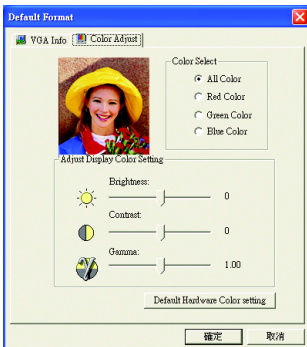 Default Format
VGA Info
Color Adjust
Color Select
All Color
Red Color
Green Color
Blue Color
Adjust Display Color Setting
Brightness:
0
Contrast:
0
Gamma:
1.00
Default Hardware Color setting
確定
取消